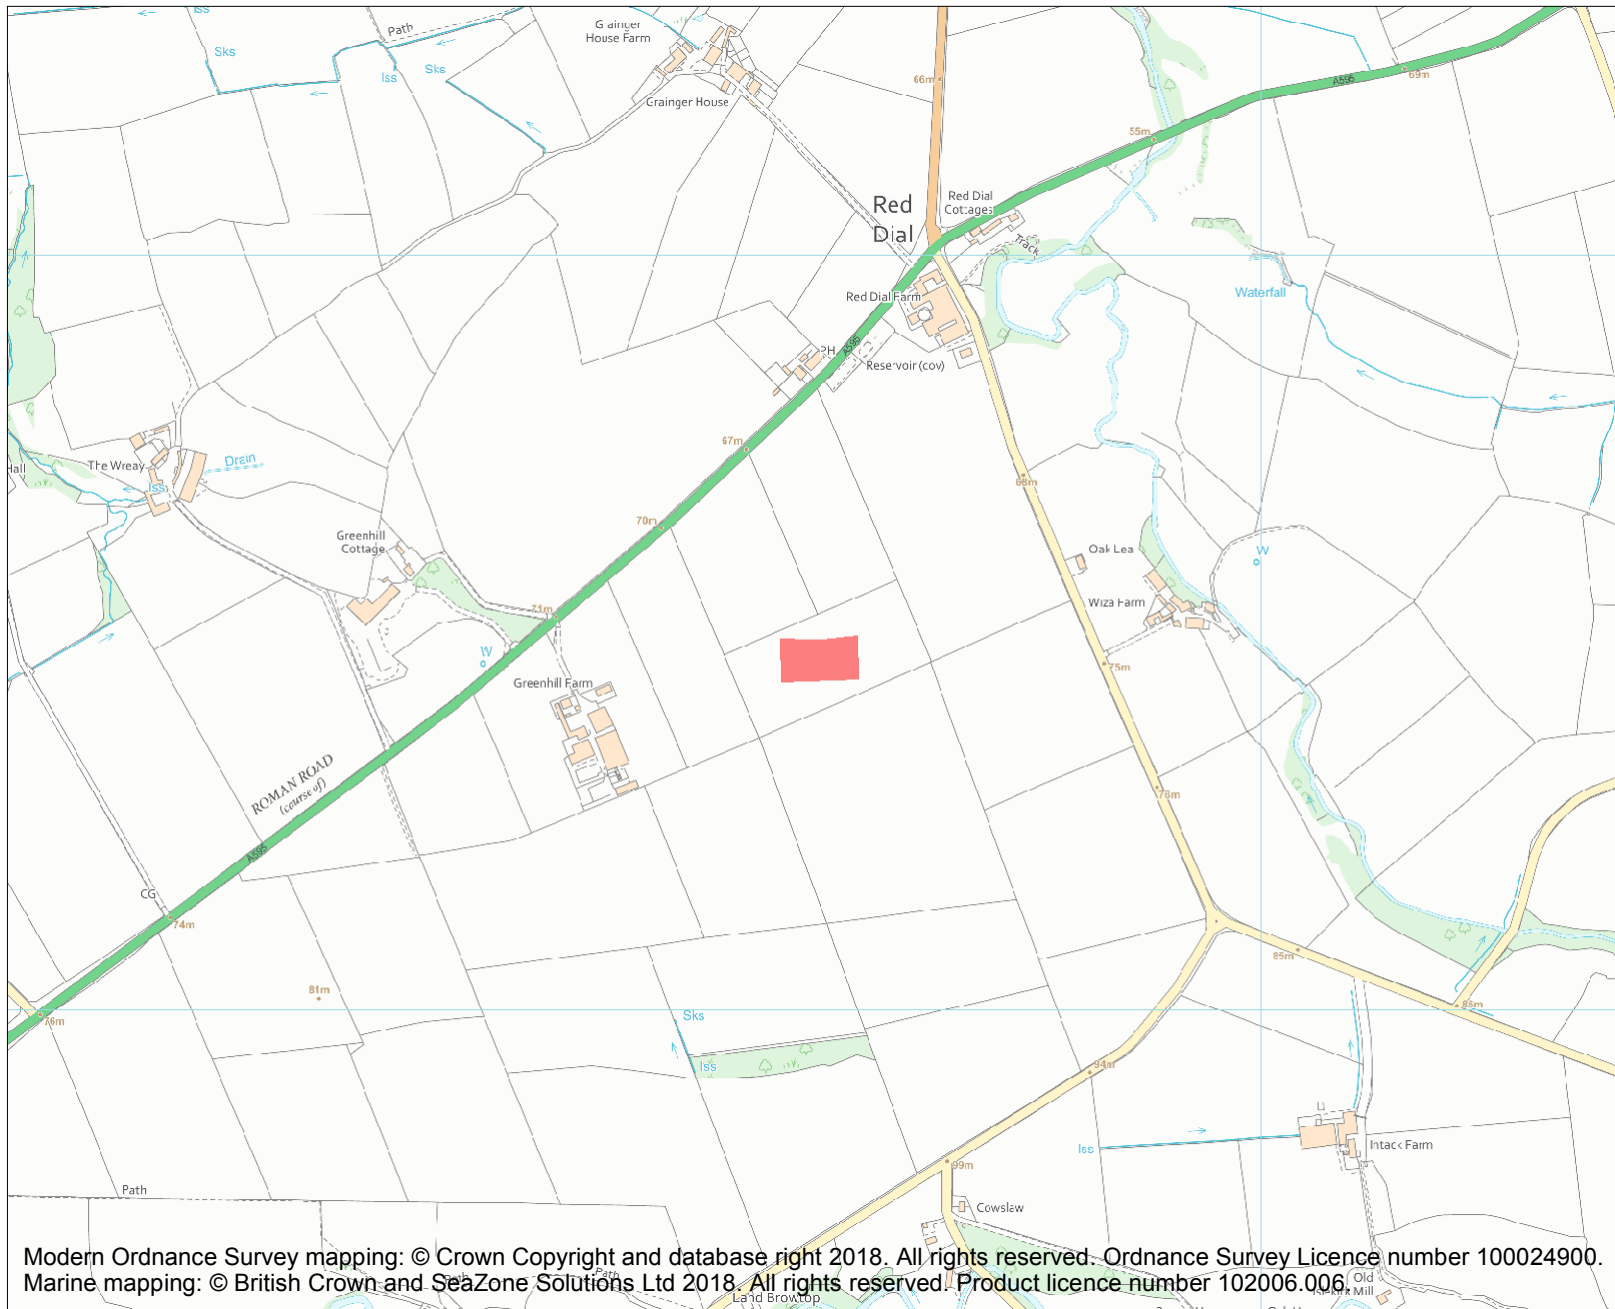 Iss
Path
Grainger
House Farm
Sks
Iss
Sks
66m
A595
69m
Grainger House
55m
Red
Dial
Red Dial
Cottages
Track
Red Dial Farm
Waterfall
PH
A595
Reservoir (cov)
67m
Hall
The Wreay
Drain
Iss
68m
70m
Greenhill
Cottage
Oak Lea
W
71m
Wiza Farm
W
75m
Greenhill Farm
ROMAN ROAD
(course of)
78m
A595
CG
74m
85m
81m
76m
86m
Sks
Iss
94m
Iss
Intack Farm
99m
Path
Cowslaw
Modern Ordnance Survey mapping: © Crown Copyright and database right 2018. All rights reserved. Ordnance Survey Licence number 100024900.
Marine mapping: © British Crown and SeaZone Solutions Ltd 2018. All rights reserved. Product licence number 102006.006.
Path
Path
Old
Mill
Land Browtop